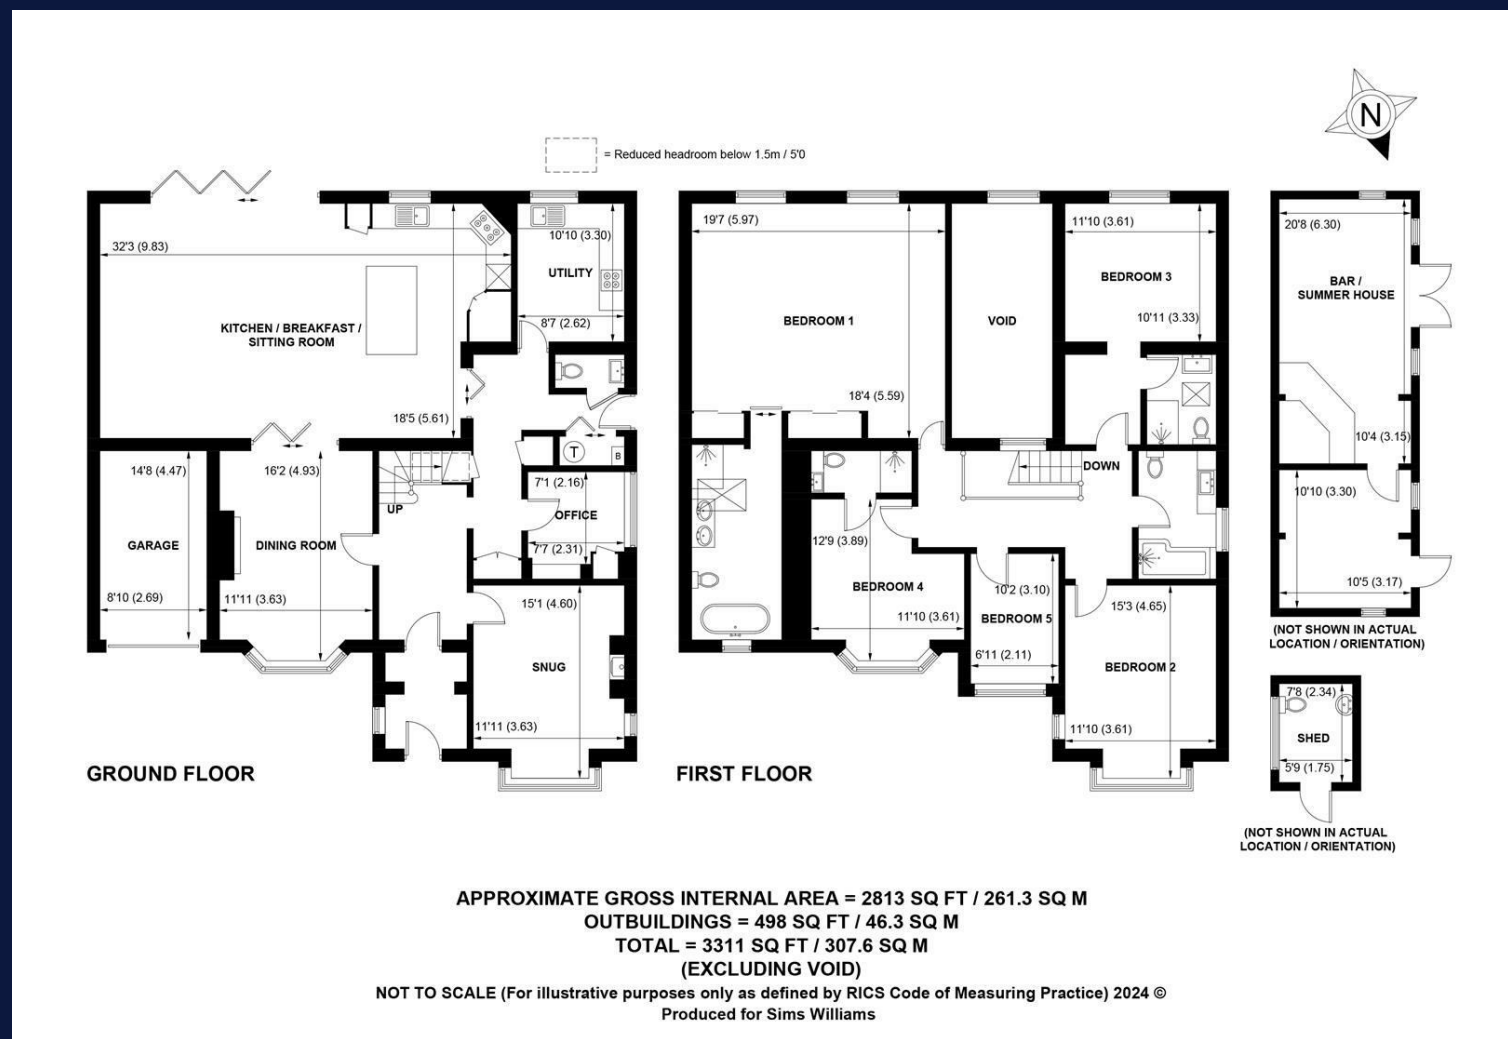 N
= Reduced headroom below 1.5m / 5'0
32'3 (9.83)
KITCHEN / BREAKFAST /
SITTING ROOM
18'5 (5.61)
10'10 (3.30)
UTILITY
8'7 (2.62)
T
B
14'8 (4.47)
GARAGE
8'10 (2.69)
16'2 (4.93)
DINING ROOM
11'11 (3.63)
UP
7'1 (2.16)
OFFICE
7'7 (2.31)
15'1 (4.60)
SNUG
11'11 (3.63)
GROUND FLOOR
19'7 (5.97)
BEDROOM 1
18'4 (5.59)
VOID
11'10 (3.61)
BEDROOM 3
10'11 (3.33)
DOWN
12'9 (3.89)
BEDROOM 4
11'10 (3.61)
10'2 (3.10)
BEDROOM 5
6'11 (2.11)
15'3 (4.65)
BEDROOM 2
11'10 (3.61)
FIRST FLOOR
20'8 (6.30)
BAR /
SUMMER HOUSE
10'4 (3.15)
10'10 (3.30)
10'5 (3.17)
(NOT SHOWN IN ACTUAL
LOCATION / ORIENTATION)
7'8 (2.34)
SHED
5'9 (1.75)
(NOT SHOWN IN ACTUAL
LOCATION / ORIENTATION)
APPROXIMATE GROSS INTERNAL AREA = 2813 SQ FT / 261.3 SQ M
OUTBUILDINGS = 498 SQ FT / 46.3 SQ M
TOTAL = 3311 SQ FT / 307.6 SQ M
(EXCLUDING VOID)
NOT TO SCALE (For illustrative purposes only as defined by RICS Code of Measuring Practice) 2024 ©
Produced for Sims Williams